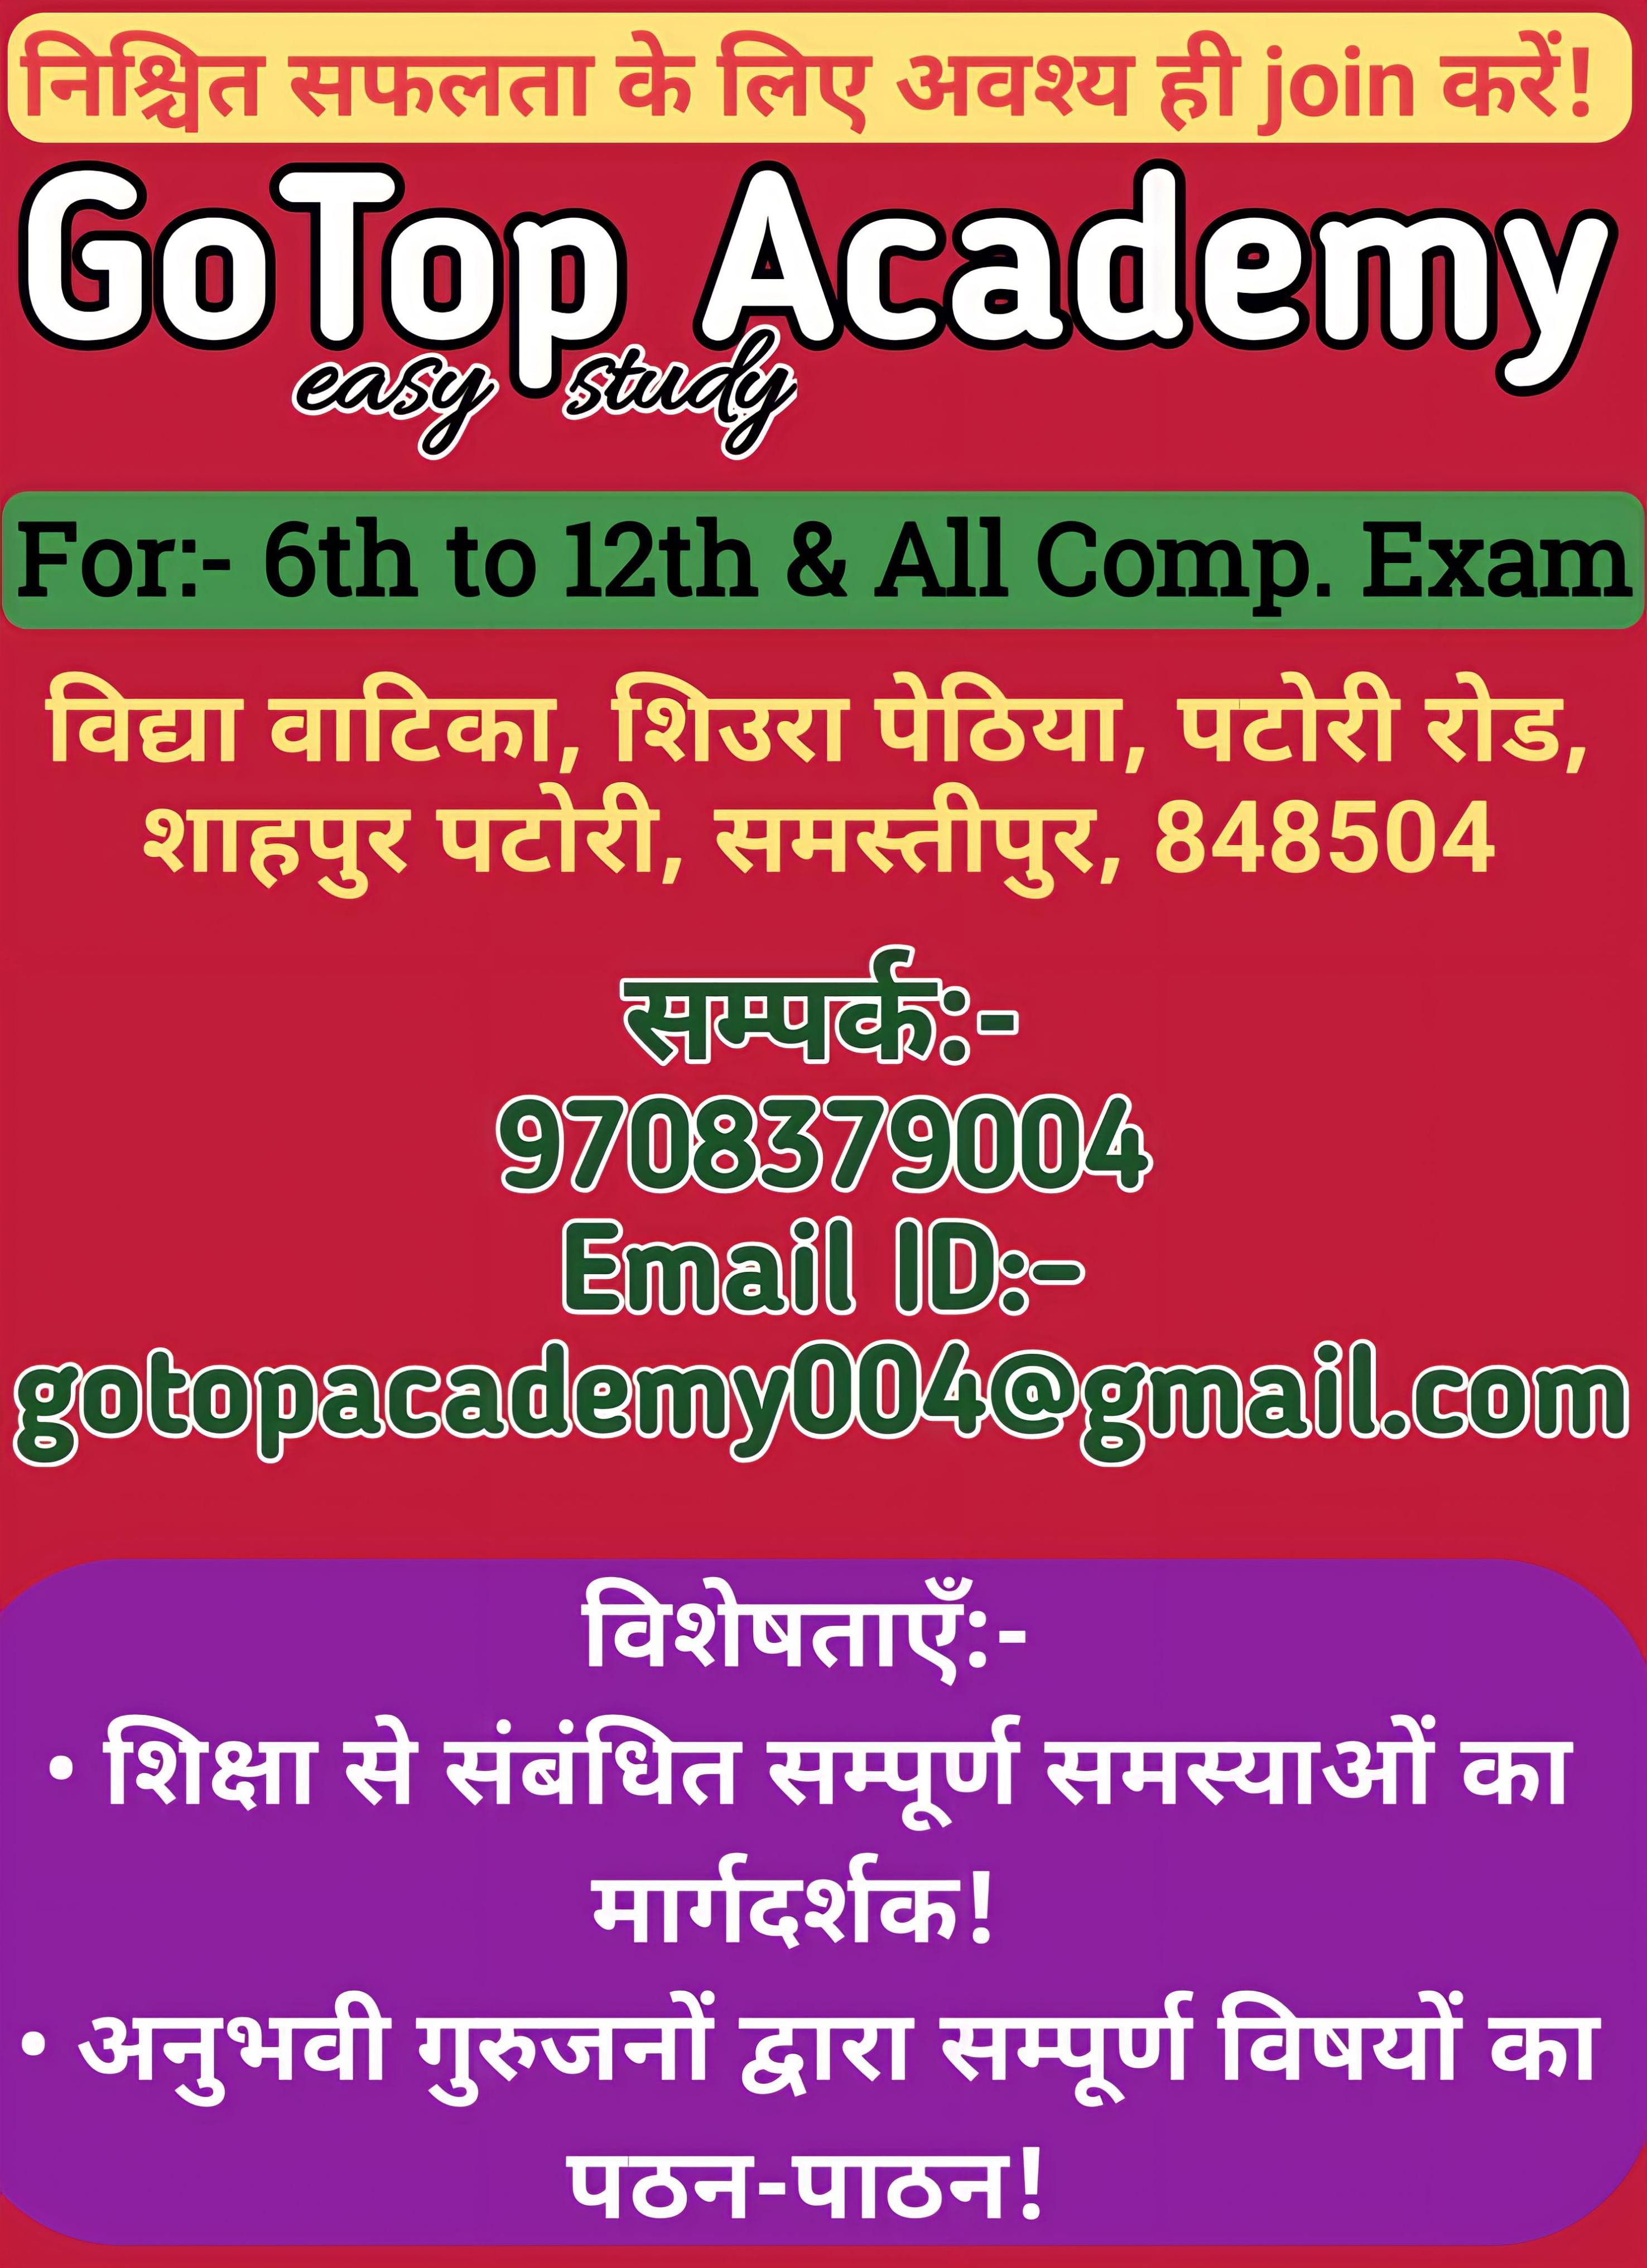 निश्चित सफलता के लिए अवश्य ही join करें!
GoTop Academy
easy study
For:- 6th to 12th & All Comp. Exam
विद्या वाटिका, शिउरा पेठिया, पटोरी रोड,
शाहपुर पटोरी, समस्तीपुर, 848504
सम्पर्क:-
9708379004
Email ID:-
gotopacademy004@gmail.com
विशेषताएँ:-
• शिक्षा से संबंधित सम्पूर्ण समस्याओं का
मार्गदर्शक!
• अनुभवी गुरुजनों द्वारा सम्पूर्ण विषयों का
पठन-पाठन!